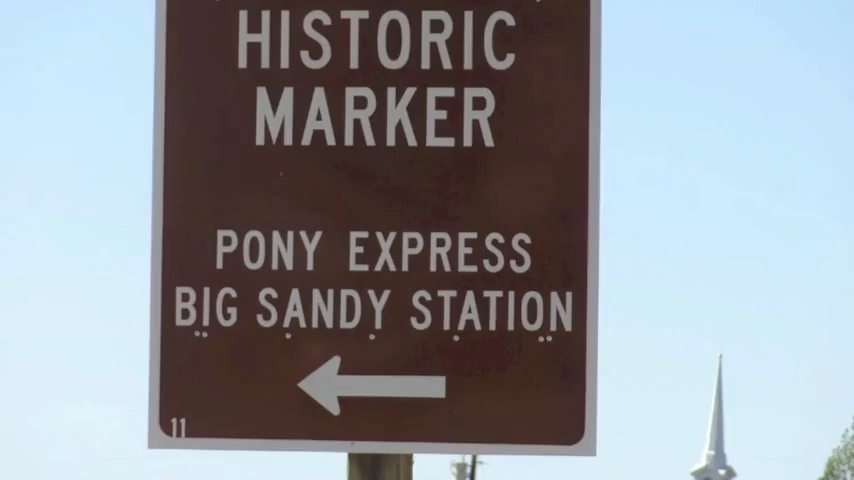 HISTORIC
MARKER
PONY EXPRESS
BIG SANDY STATION
11